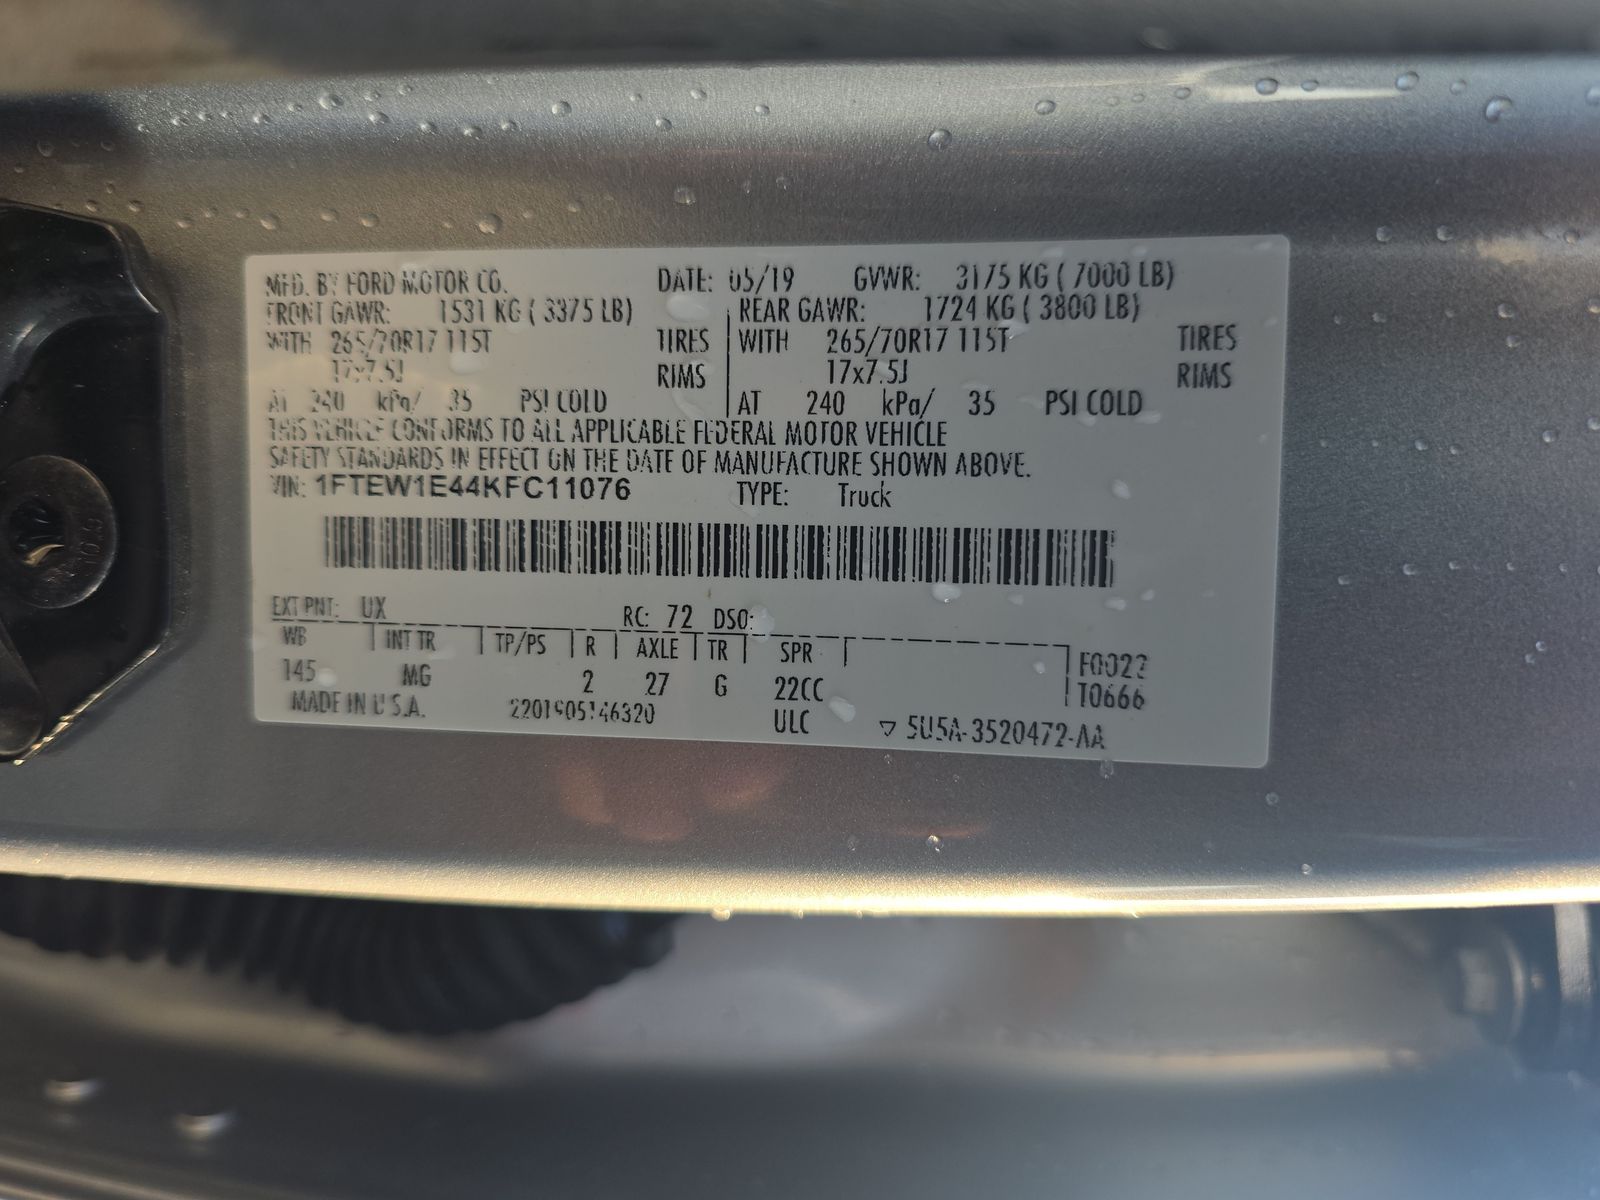 MFD. BY FORD MOTOR CO. DATE: 05/19 GVWR: 3175 KG ( 7000 LB)
FRONT GAWR: 1531 KG ( 3375 LB) REAR GAWR: 1724 KG ( 3800 LB)
WITH 265/70R17 115T TIRES WITH 265/70R17 115T TIRES
17x7.5J RIMS 17x7.5J RIMS
AT 240 kPa/ 35 PSI COLD AT 240 kPa/ 35 PSI COLD
THIS VEHICLE CONFORMS TO ALL APPLICABLE FEDERAL MOTOR VEHICLE
SAFETY STANDARDS IN EFFECT ON THE DATE OF MANUFACTURE SHOWN ABOVE.
VIN: 1FTEW1E44KFC11076 TYPE: Truck
EXT PNT: UX RC: 72 DSO:
WB INT TR TP/PS R AXLE TR SPR
145 MG 2 27 G 22CC
F0022
T0666
MADE IN U.S.A. 2201905146320 ULC
▽ 5U5A-3520472-AA